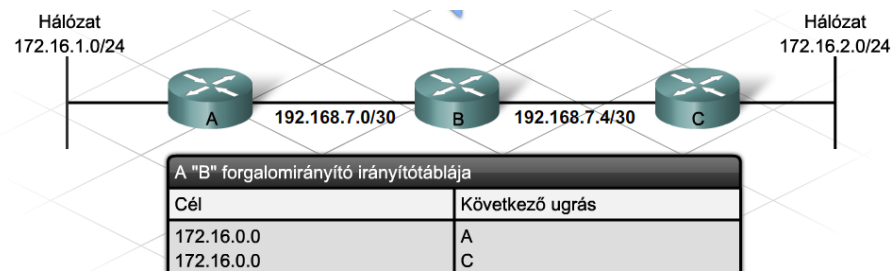 Hálózat
172.16.1.0/24
Hálózat
172.16.2.0/24
A
192.168.7.0/30
B
192.168.7.4/30
C
A "B" forgalomirányító irányítótáblája
Cél
Következő ugrás
172.16.0.0
A
172.16.0.0
C